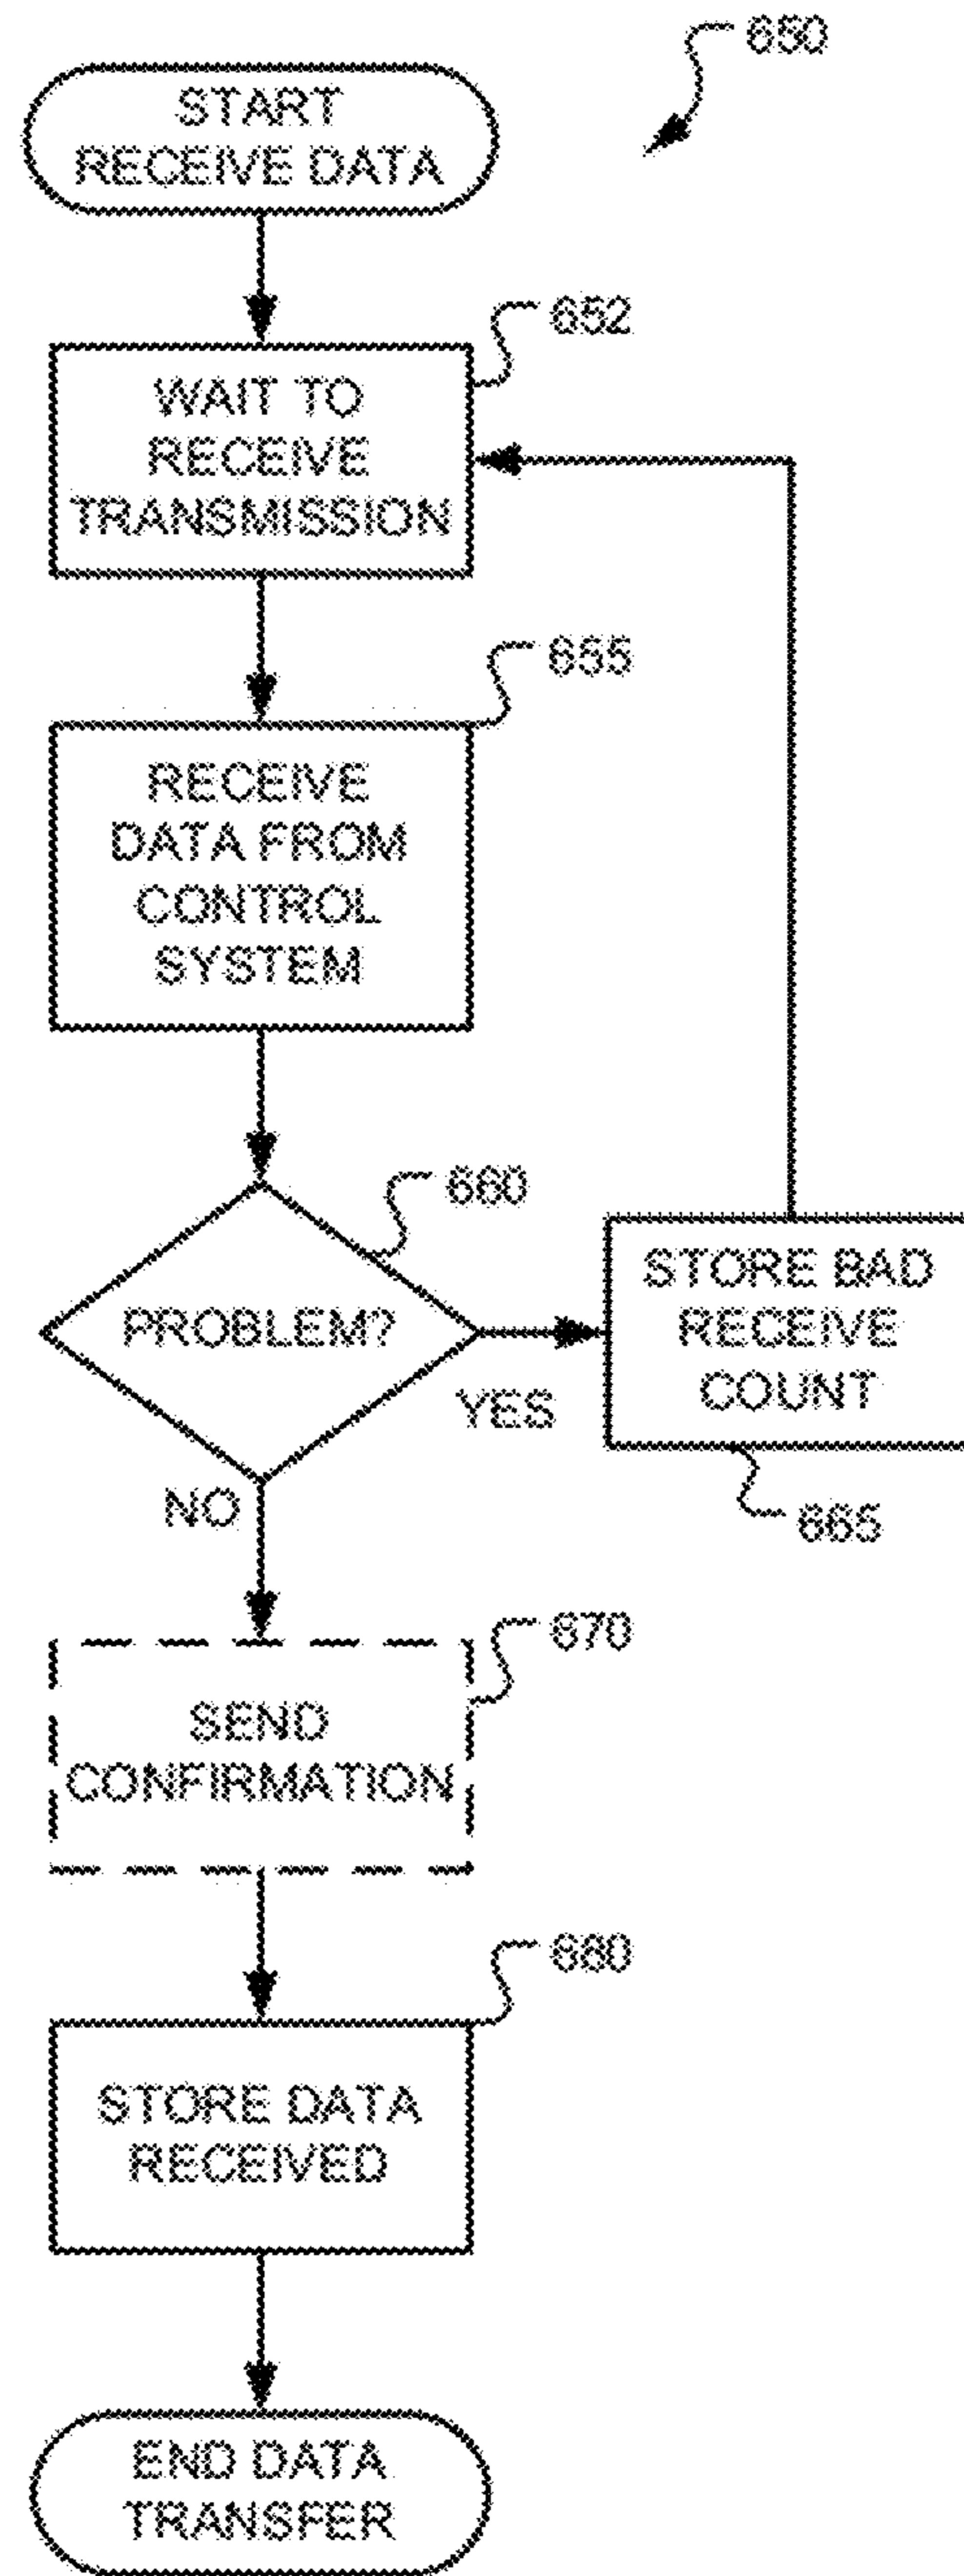 650
START
RECEIVE DATA
652
WAIT TO
RECEIVE
TRANSMISSION
655
RECEIVE
DATA FROM
CONTROL
SYSTEM
660
PROBLEM?
YES
STORE BAD
RECEIVE
COUNT
665
NO
670
SEND
CONFIRMATION
680
STORE DATA
RECEIVED
END DATA
TRANSFER